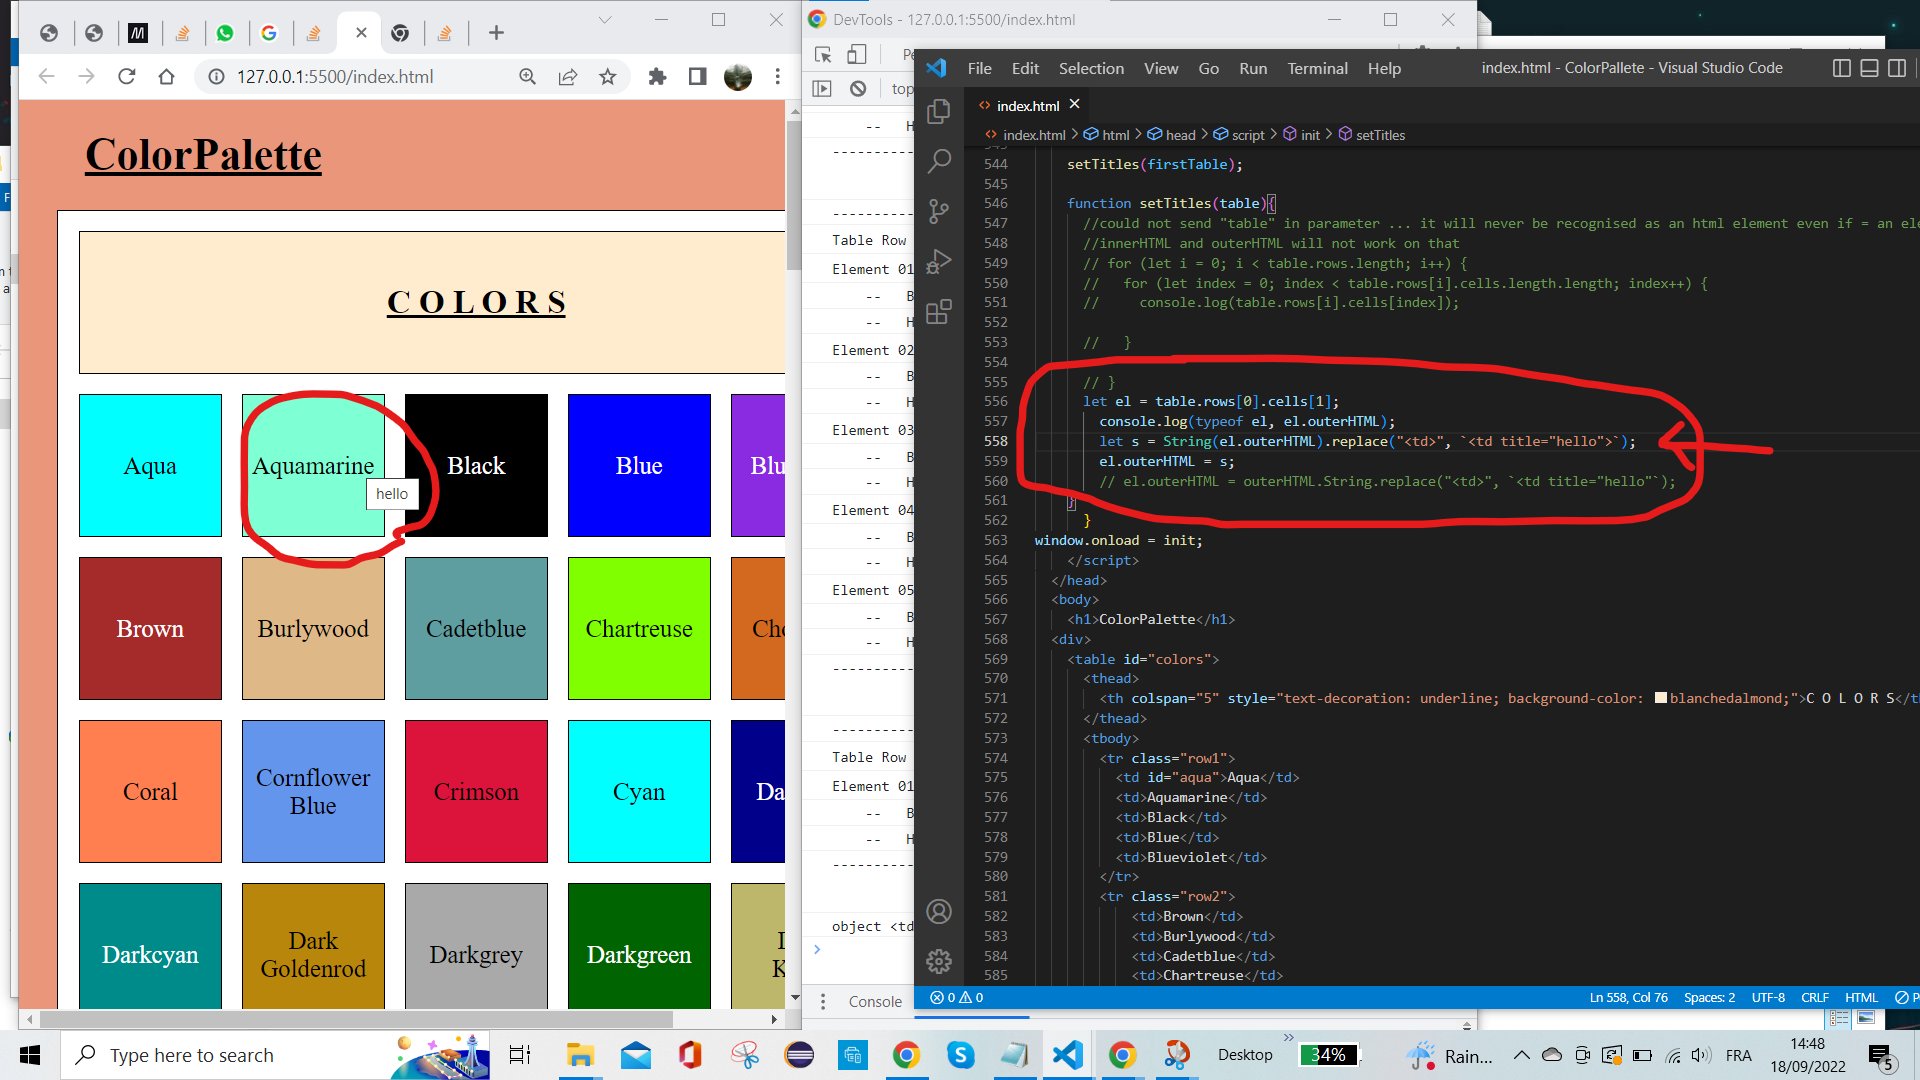 127.0.0.1:5500/index.html
ColorPalette
C O L O R S
Aqua
Aquamarine
hello
Black
Blue
Brown
Burlywood
Cadetblue
Chartreuse
Coral
Cornflower
Blue
Crimson
Cyan
Darkcyan
Dark
Goldenrod
Darkgrey
Darkgreen
DevTools - 127.0.0.1:5500/index.html
top
Table Row
Element 01
-- B
-- H
Element 02
-- B
-- H
Element 03
-- B
-- H
Element 04
-- B
-- H
Element 05
-- B
-- H
Table Row
Element 01
-- B
-- H
object <td
Console
File Edit Selection View Go Run Terminal Help
index.html - ColorPallete - Visual Studio Code
index.html
index.html > html > head > script > init > setTitles
544 setTitles(firstTable);
545
546 function setTitles(table){
547 //could not send "table" in parameter ... it will never be recognised as an html element even if = an ele
548 //innerHTML and outerHTML will not work on that
549 // for (let i = 0; i < table.rows.length; i++) {
550 // for (let index = 0; index < table.rows[i].cells.length.length; index++) {
551 // console.log(table.rows[i].cells[index]);
552
553 // }
554
555 // }
556 let el = table.rows[0].cells[1];
557 console.log(typeof el, el.outerHTML);
558 let s = String(el.outerHTML).replace("<td>", `<td title="hello">`);
559 el.outerHTML = s;
560 // el.outerHTML = outerHTML.String.replace("<td>", `<td title="hello"`);
561 }
562 }
563 window.onload = init;
564 </script>
565 </head>
566 <body>
567 <h1>ColorPalette</h1>
568 <div>
569 <table id="colors">
570 <thead>
571 <th colspan="5" style="text-decoration: underline; background-color: blanchedalmond;">C O L O R S</th
572 </thead>
573 <tbody>
574 <tr class="row1">
575 <td id="aqua">Aqua</td>
576 <td>Aquamarine</td>
577 <td>Black</td>
578 <td>Blue</td>
579 <td>Blueviolet</td>
580 </tr>
581 <tr class="row2">
582 <td>Brown</td>
583 <td>Burlywood</td>
584 <td>Cadetblue</td>
585 <td>Chartreuse</td>
0 0
Ln 558, Col 76 Spaces: 2 UTF-8 CRLF HTML
Type here to search
Desktop
34%
Rain...
FRA
14:48
18/09/2022
5